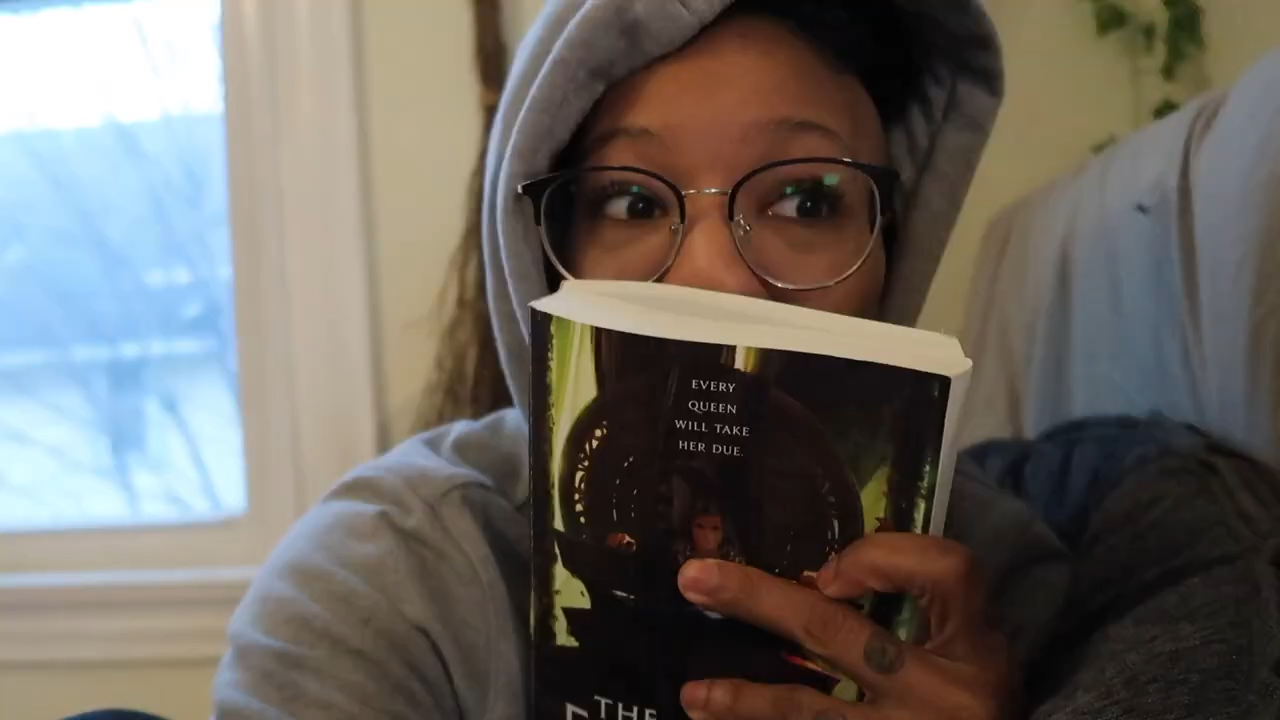 EVERY
QUEEN
WILL TAKE
HER DUE.
THE